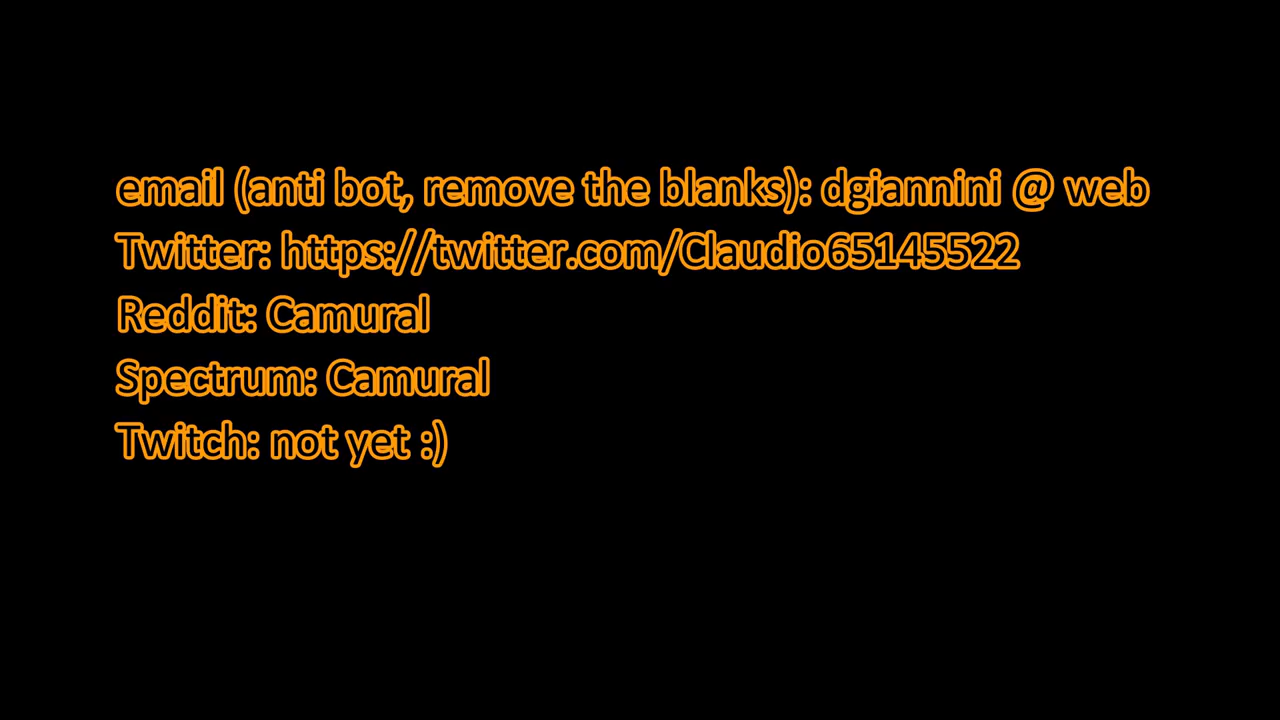 email (anti bot, remove the blanks): dgiannini @ web
Twitter: https://twitter.com/Claudio65145522
Reddit: Camural
Spectrum: Camural
Twitch: not yet :)